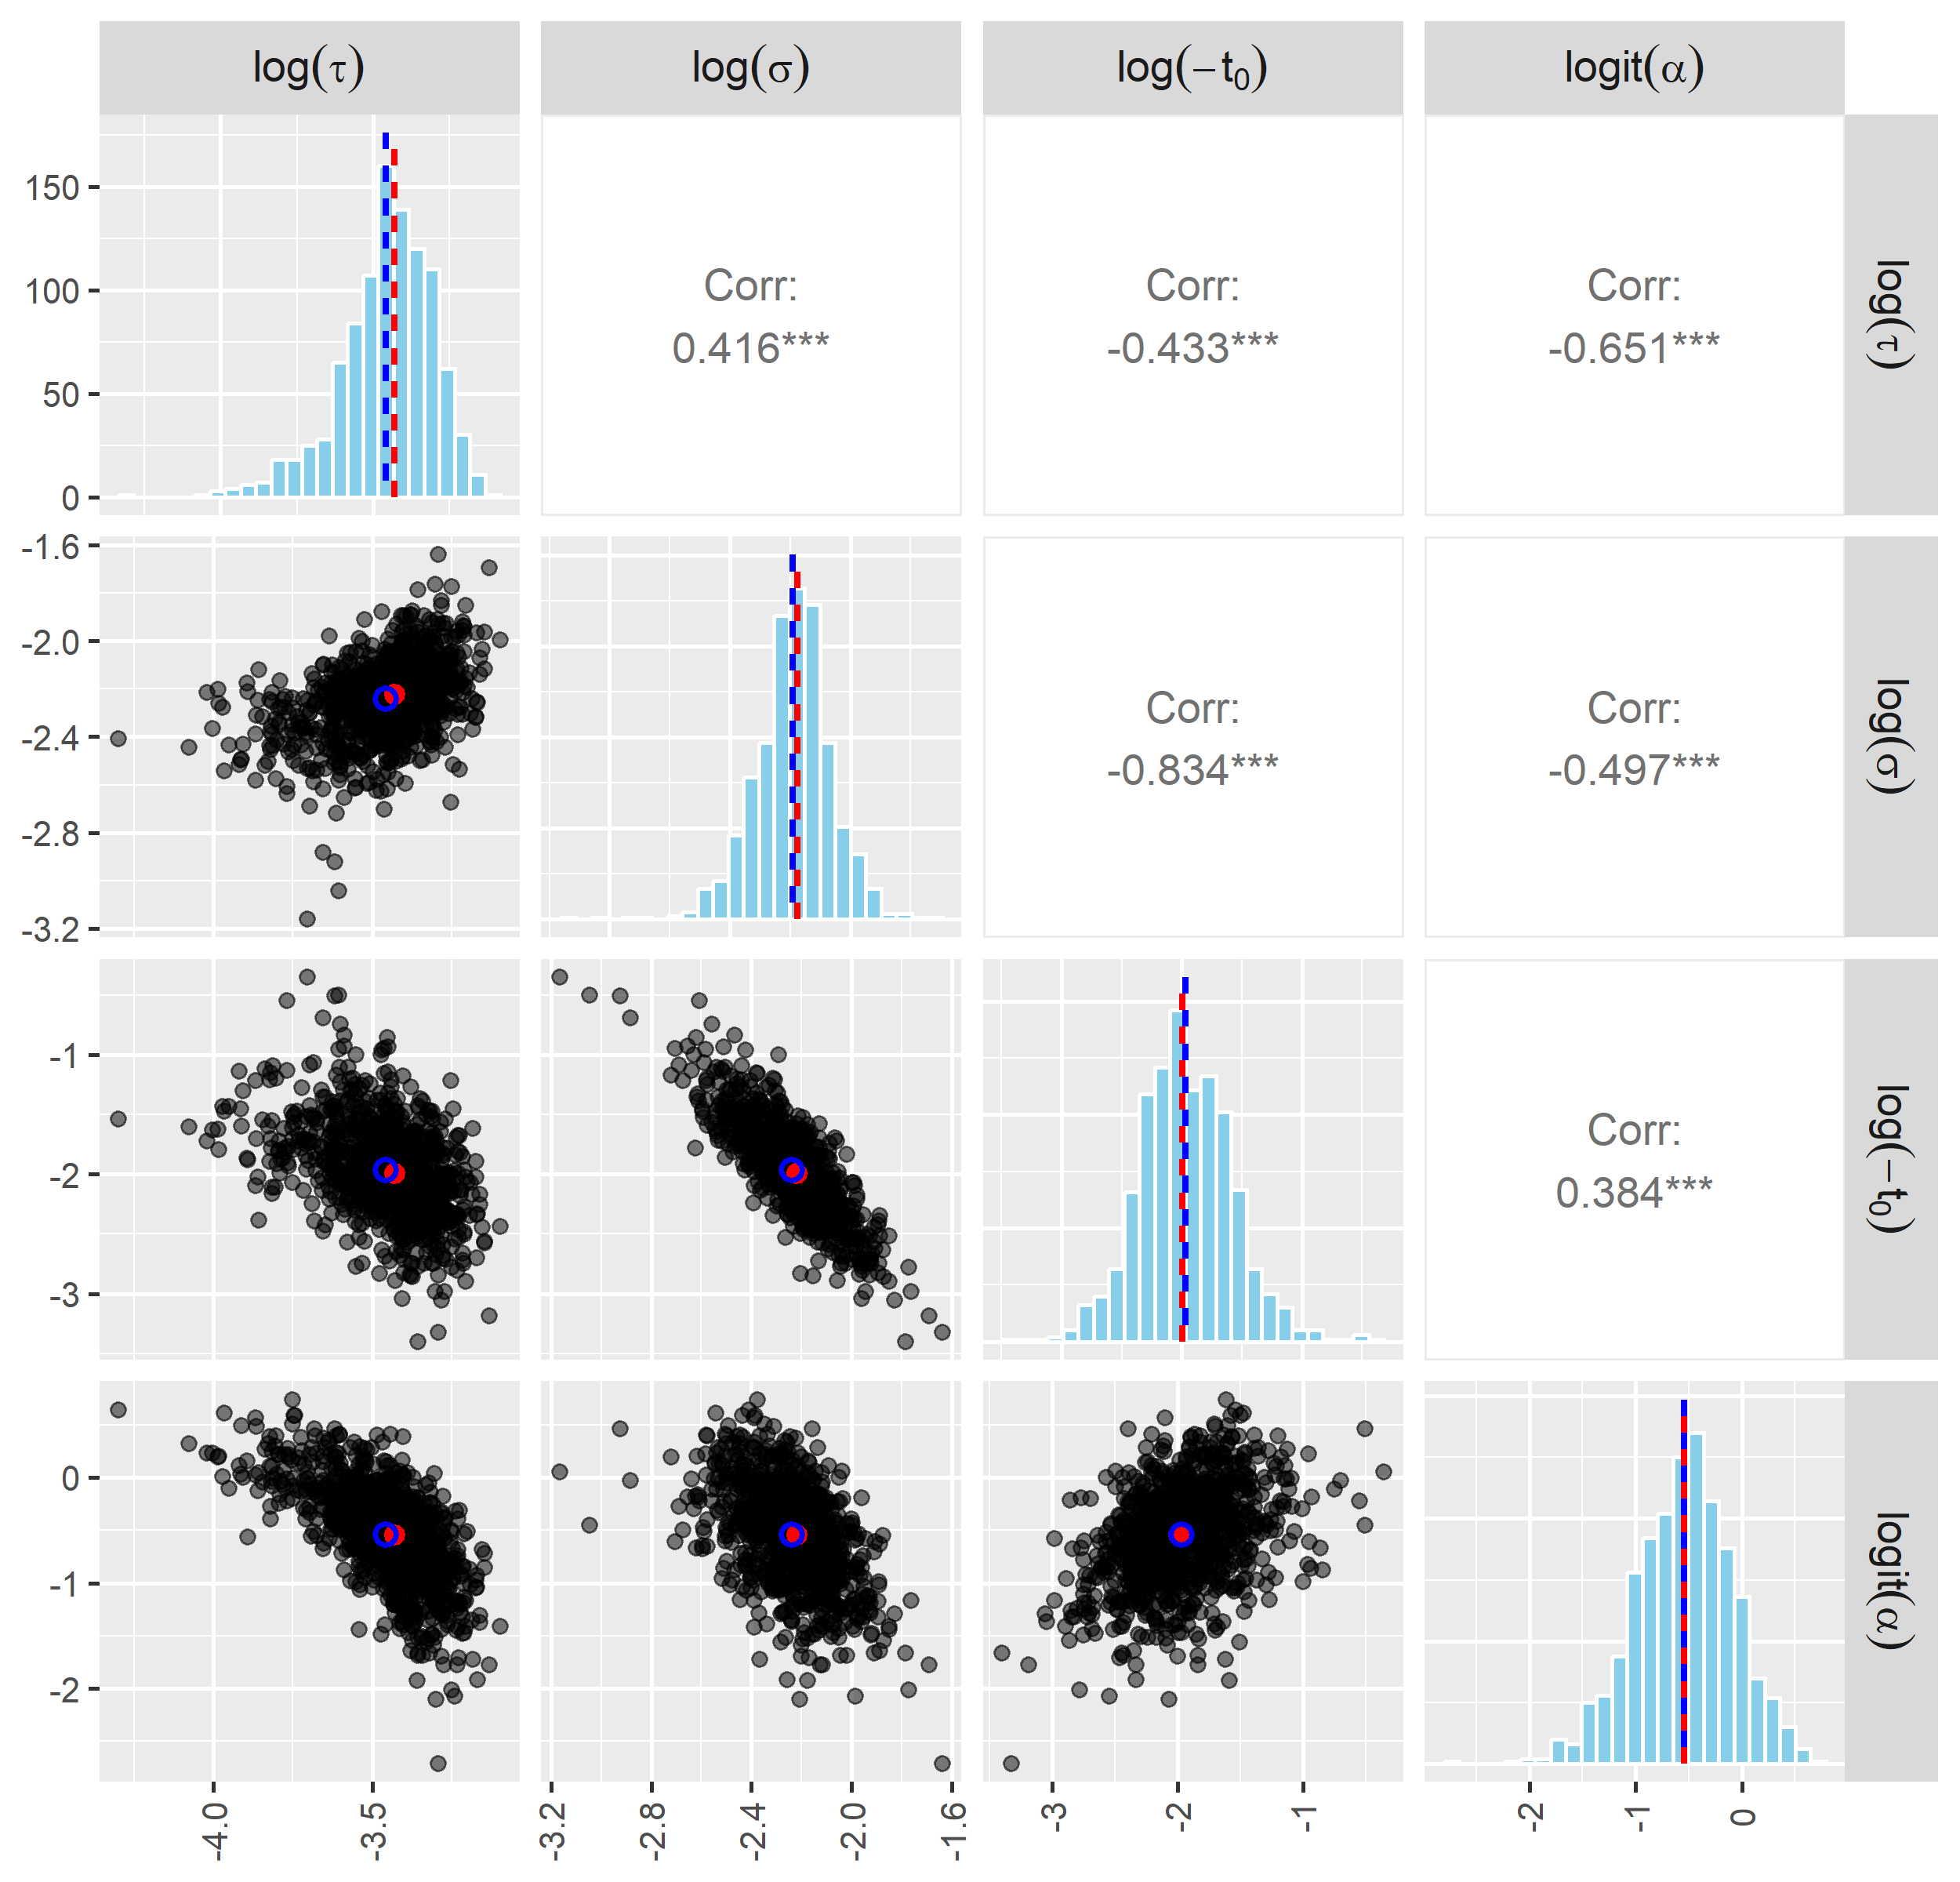 log(τ) log(σ) log(−t₀) logit(α)
150
100
50
0
Corr:
0.416***
Corr:
-0.433***
Corr:
-0.651***
log(τ)
-1.6
-2.0
-2.4
-2.8
-3.2
Corr:
-0.834***
Corr:
-0.497***
log(σ)
-1
-2
-3
Corr:
0.384***
log(−t₀)
0
-1
-2
logit(α)
-4.0 -3.5 -3.2 -2.8 -2.4 -2.0 -1.6 -3 -2 -1 -2 -1 0